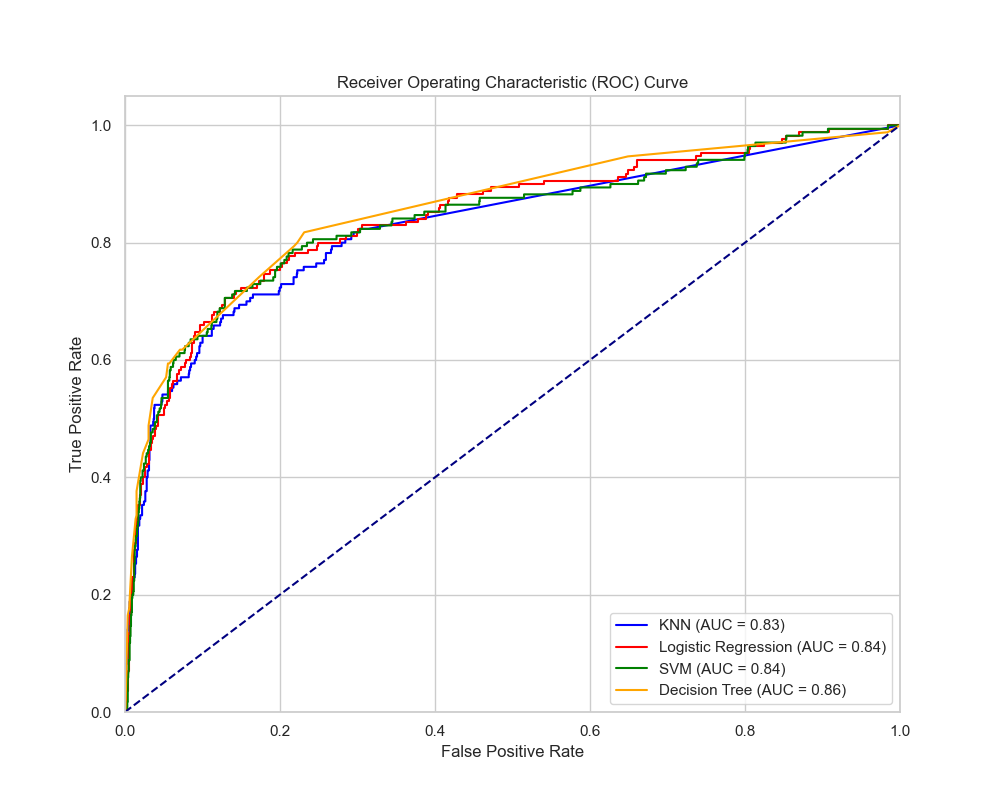 Receiver Operating Characteristic (ROC) Curve
True Positive Rate
1.0
0.8
0.6
0.4
0.2
0.0
KNN (AUC = 0.83)
Logistic Regression (AUC = 0.84)
SVM (AUC = 0.84)
Decision Tree (AUC = 0.86)
0.0 0.2 0.4 0.6 0.8 1.0
False Positive Rate